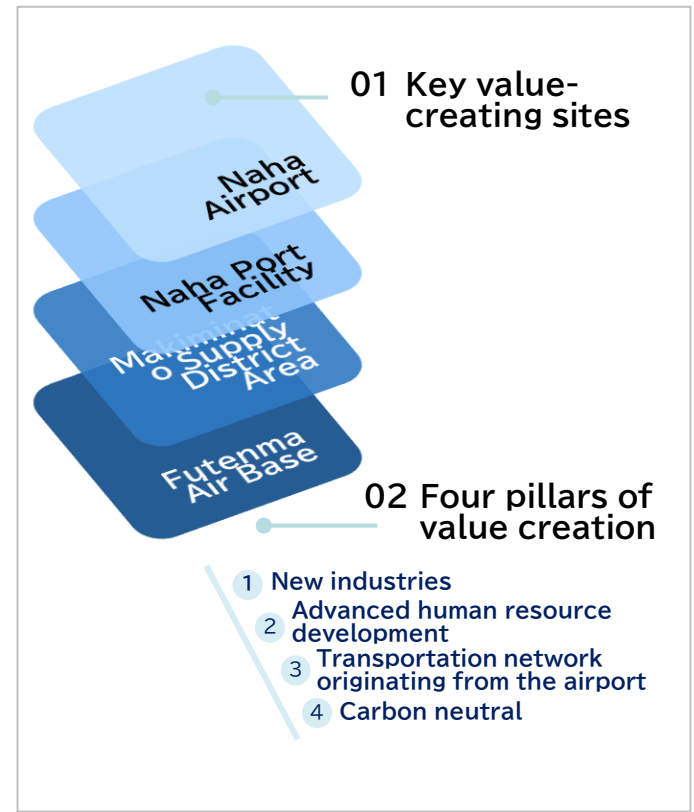 01 Key value-
creating sites
Naha
Airport
Naha Port
Facility
Makiminat
o Supply
District
Area
Futenma
Air Base
02 Four pillars of
value creation
1 New industries
2 Advanced human resource
development
3 Transportation network
originating from the airport
4 Carbon neutral